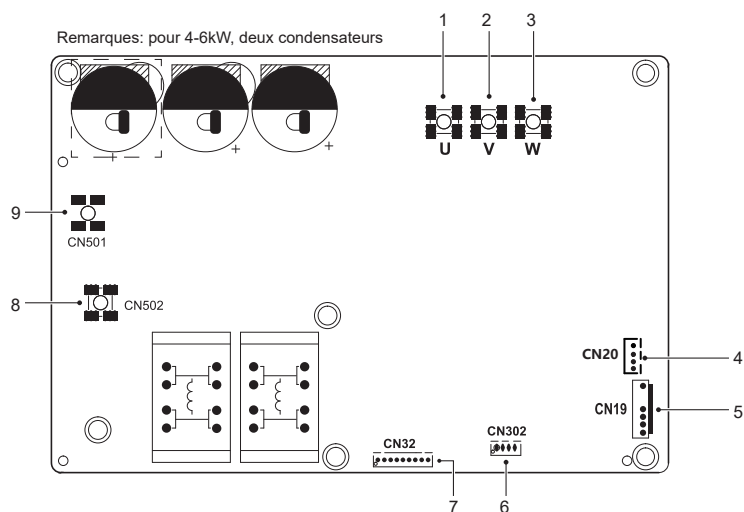 1 2 3
Remarques: pour 4-6kW, deux condensateurs
+ + +
U V W
9
CN501
8 CN502
CN20 4
CN19 5
CN32 CN302
7 6